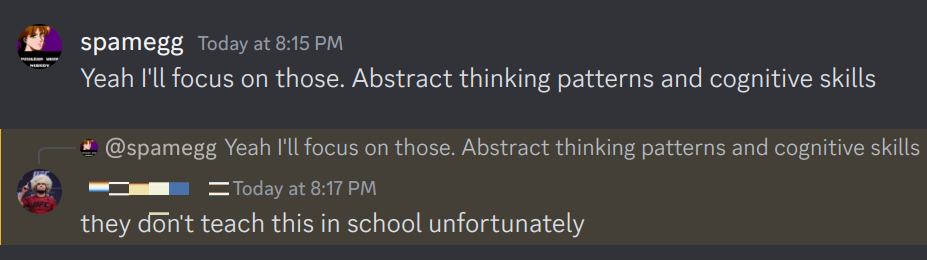 spamegg Today at 8:15 PM
Yeah I'll focus on those. Abstract thinking patterns and cognitive skills
@spamegg Yeah I'll focus on those. Abstract thinking patterns and cognitive skills
Today at 8:17 PM
they don't teach this in school unfortunately